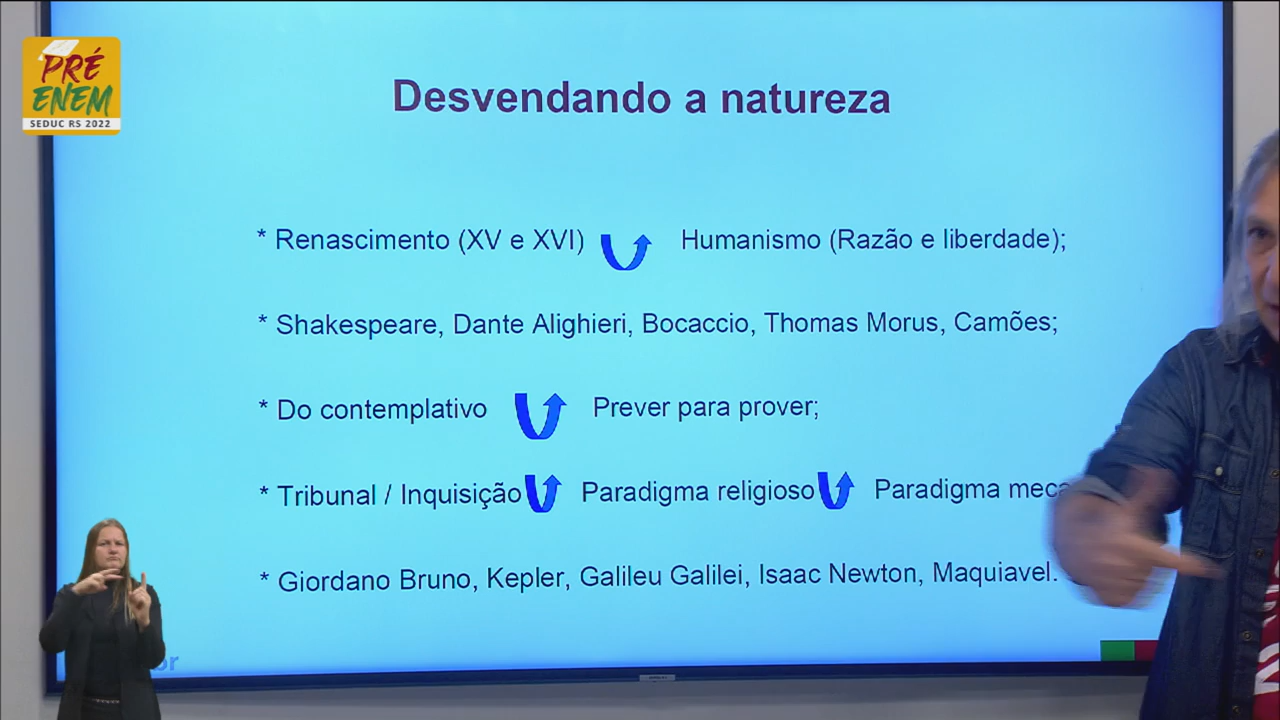 PRÉ
ENEM
SEDUC RS 2022
Desvendando a natureza
* Renascimento (XV e XVI) Humanismo (Razão e liberdade);
* Shakespeare, Dante Alighieri, Bocaccio, Thomas Morus, Camões;
* Do contemplativo Prever para prover;
* Tribunal / Inquisição Paradigma religioso Paradigma
* Giordano Bruno, Kepler, Galileu Galilei, Isaac Newton, Maquiavel.